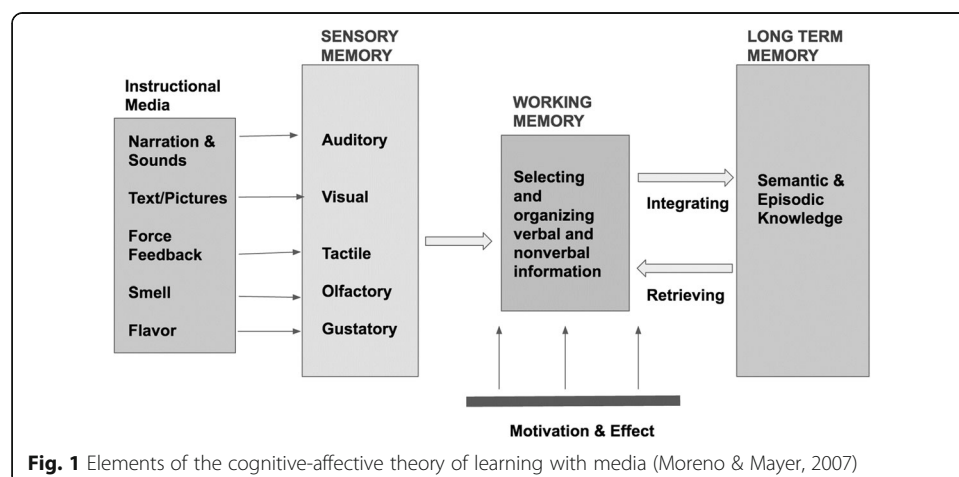 SENSORY
MEMORY
LONG TERM
MEMORY
Instructional
Media
WORKING
MEMORY
Narration &
Sounds
Text/Pictures
Force
Feedback
Smell
Flavor
Auditory
Visual
Tactile
Olfactory
Gustatory
Selecting
and
organizing
verbal and
nonverbal
information
Integrating
Retrieving
Semantic &
Episodic
Knowledge
Motivation & Effect
Fig. 1 Elements of the cognitive-affective theory of learning with media (Moreno & Mayer, 2007)